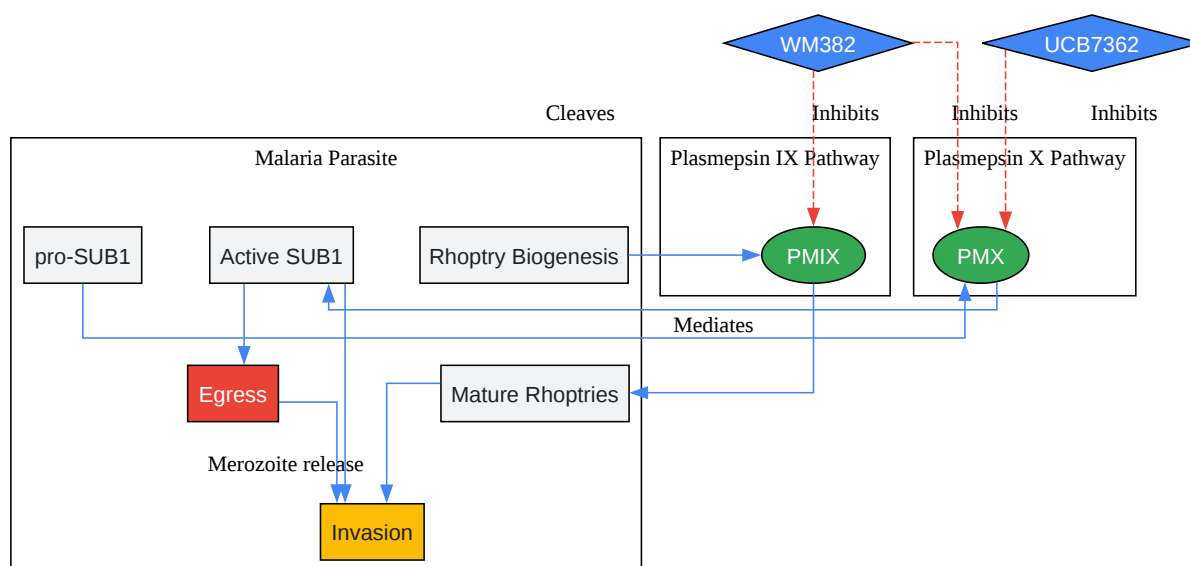 WM382
UCB7362
Cleaves
Inhibits
Inhibits
Inhibits
Malaria Parasite
Plasmepsin IX Pathway
Plasmepsin X Pathway
pro-SUB1
Active SUB1
Rhoptry Biogenesis
PMIX
PMX
Mediates
Egress
Mature Rhoptries
Merozoite release
Invasion